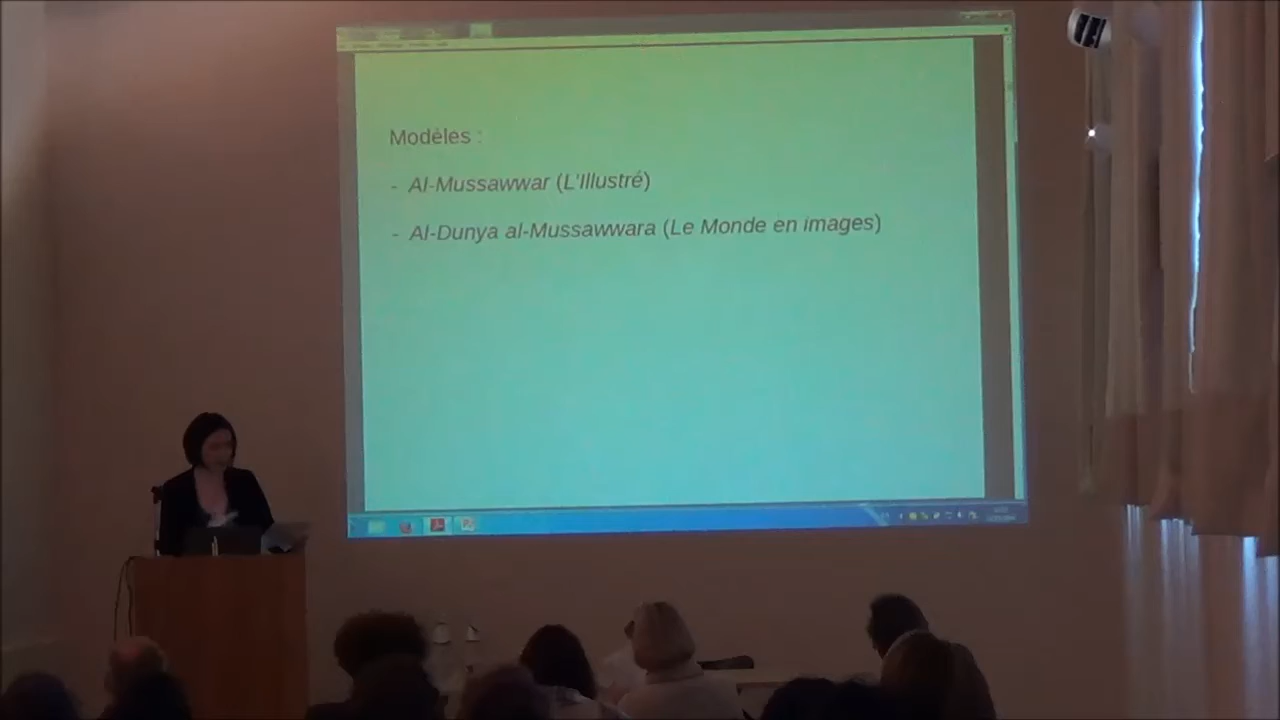 Modèles :
- Al-Mussawwar (L'Illustré)
- Al-Dunya al-Mussawwara (Le Monde en images)